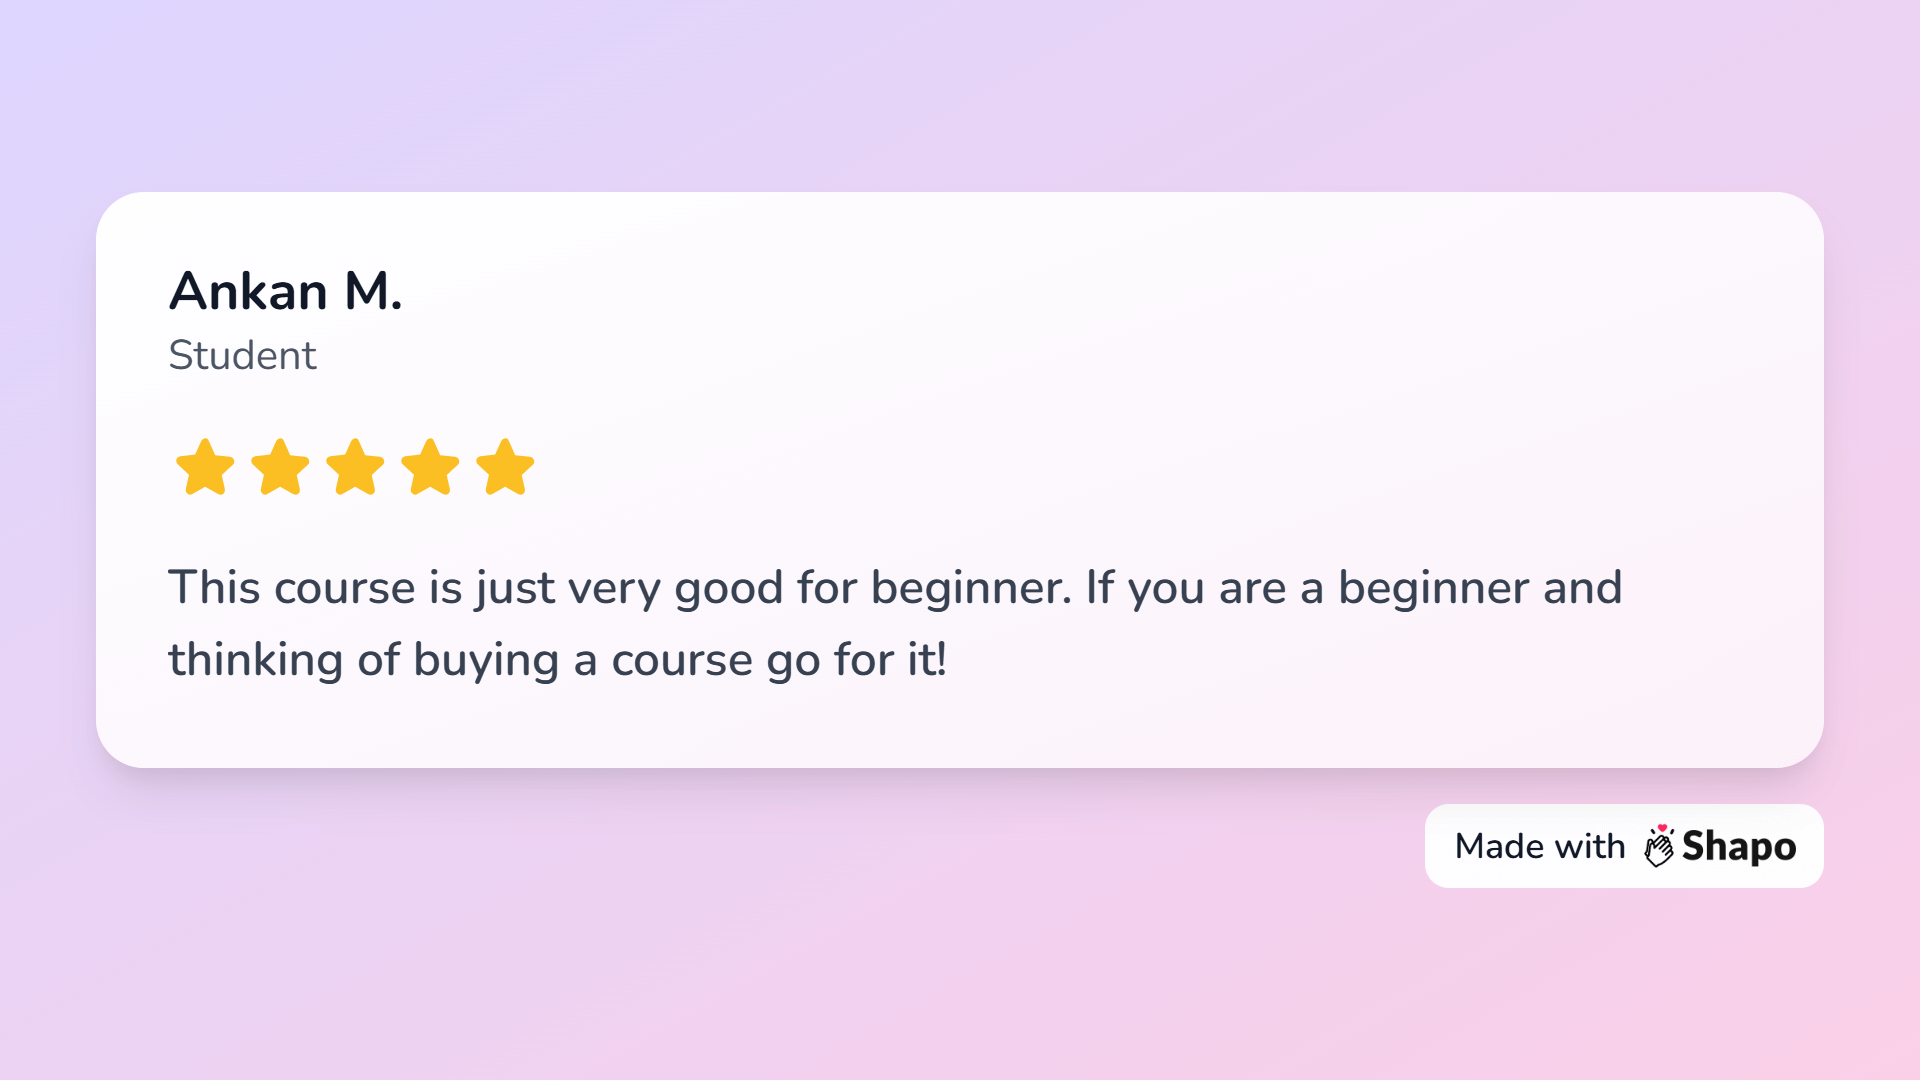 Ankan M.
Student
This course is just very good for beginner. If you are a beginner and
thinking of buying a course go for it!
Made with Shapo